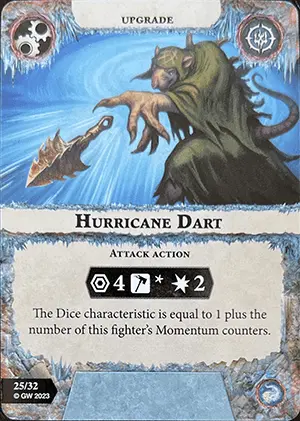 UPGRADE
HURRICANE DART
ATTACK ACTION
4 * 2
The Dice characteristic is equal to 1 plus the
number of this fighter's Momentum counters.
25/32
© GW 2023